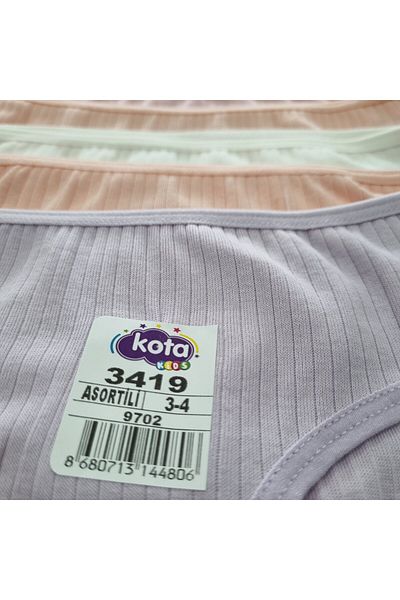 kota
KIDS
3419
ASORTİLİ 3-4
9702
8 680713 144806